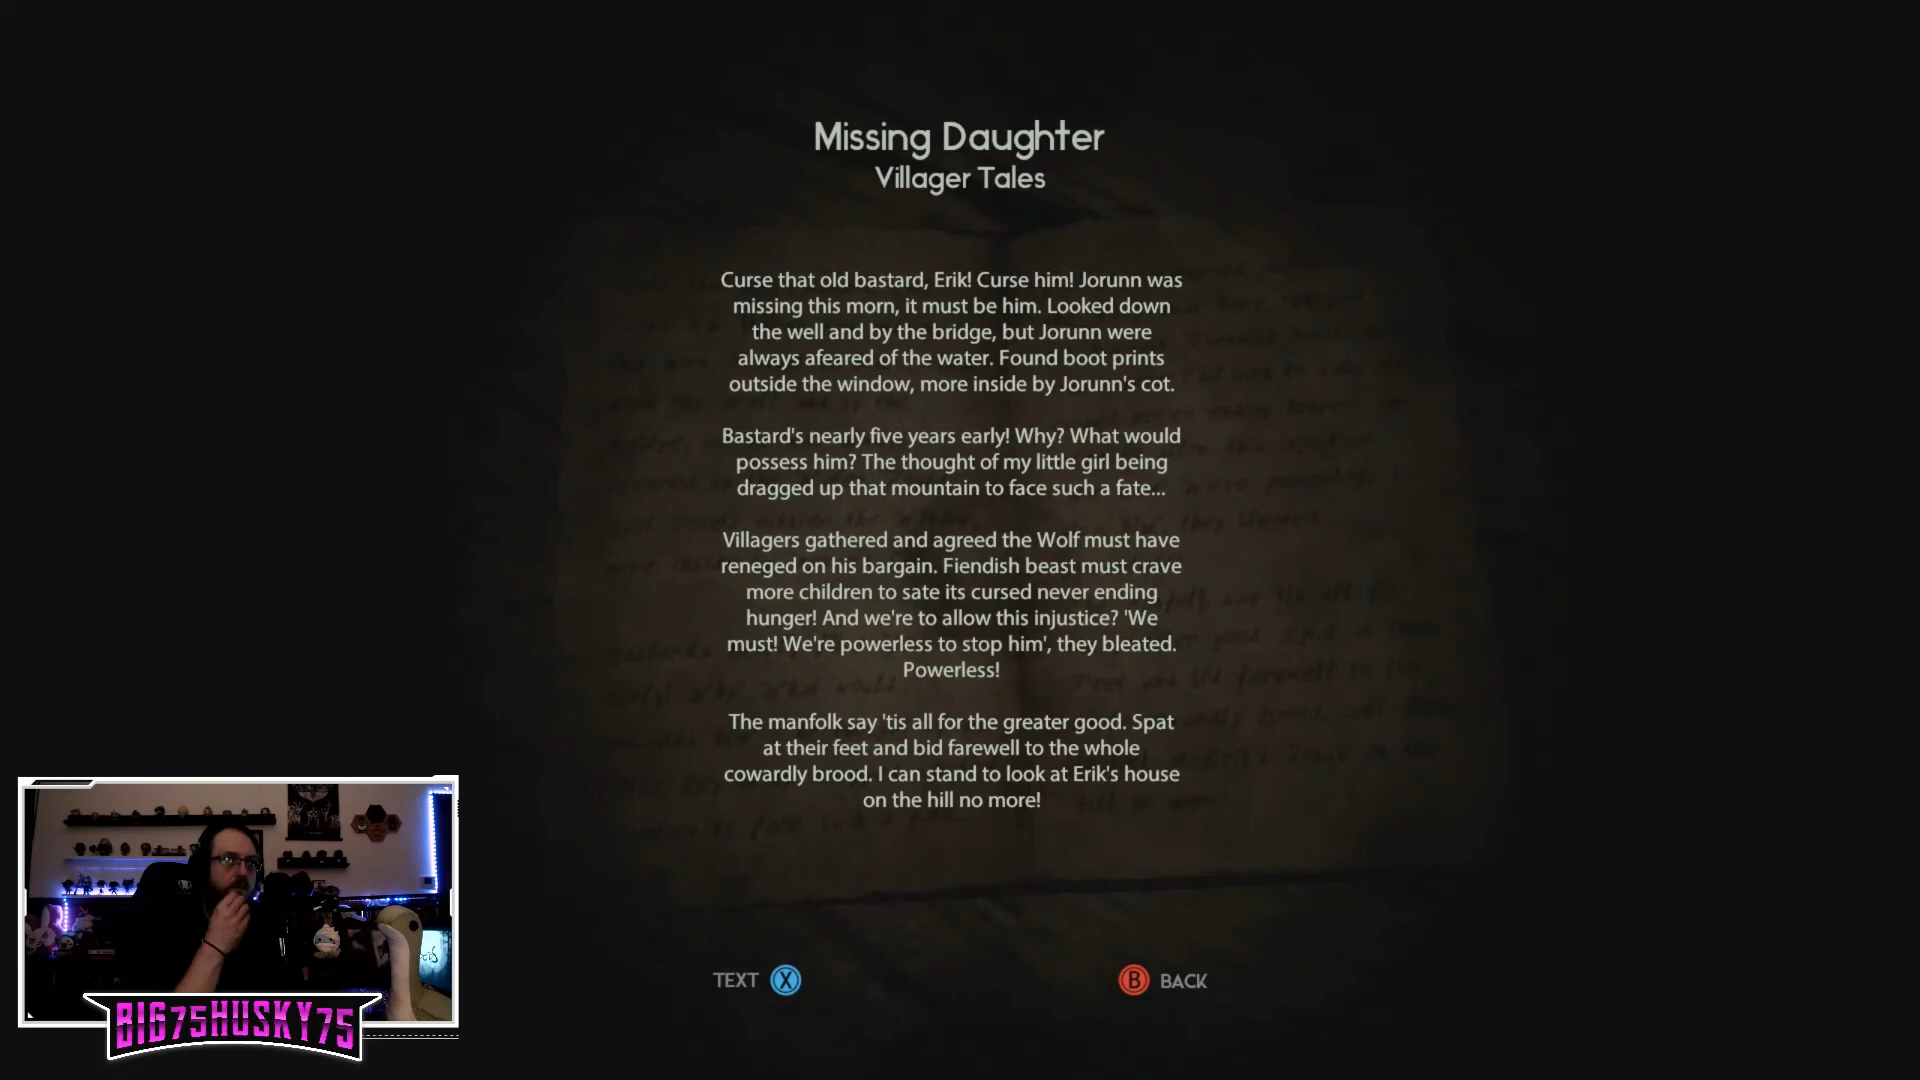 Missing Daughter
Villager Tales
Curse that old bastard, Erik! Curse him! Jorunn was
missing this morn, it must be him. Looked down
the well and by the bridge, but Jorunn were
always afeared of the water. Found boot prints
outside the window, more inside by Jorunn's cot.
Bastard's nearly five years early! Why? What would
possess him? The thought of my little girl being
dragged up that mountain to face such a fate...
Villagers gathered and agreed the Wolf must have
reneged on his bargain. Fiendish beast must crave
more children to sate its cursed never ending
hunger! And we're to allow this injustice? 'We
must! We're powerless to stop him', they bleated.
Powerless!
The manfolk say 'tis all for the greater good. Spat
at their feet and bid farewell to the whole
cowardly brood. I can stand to look at Erik's house
on the hill no more!
TEXT X
B BACK
BIG75HUSKY75